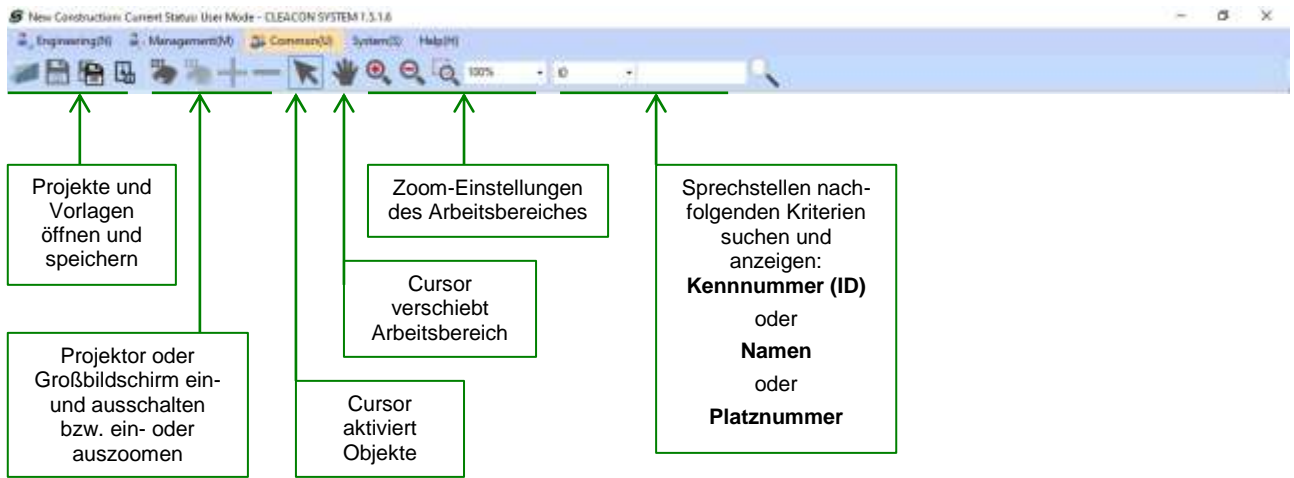 New Construction: Current Status: User Mode - CLEACON SYSTEM 1.5.1.6
Engineering(N) Management(M) Common(U) System(S) Help(H)
100% ID
Projekte und
Vorlagen
öffnen und
speichern
Zoom-Einstellungen
des Arbeitsbereiches
Sprechstellen nach-
folgenden Kriterien
suchen und
anzeigen:
Kennnummer (ID)
oder
Namen
oder
Platznummer
Cursor
verschiebt
Arbeitsbereich
Projektor oder
Großbildschirm ein-
und ausschalten
bzw. ein- oder
auszoomen
Cursor
aktiviert
Objekte